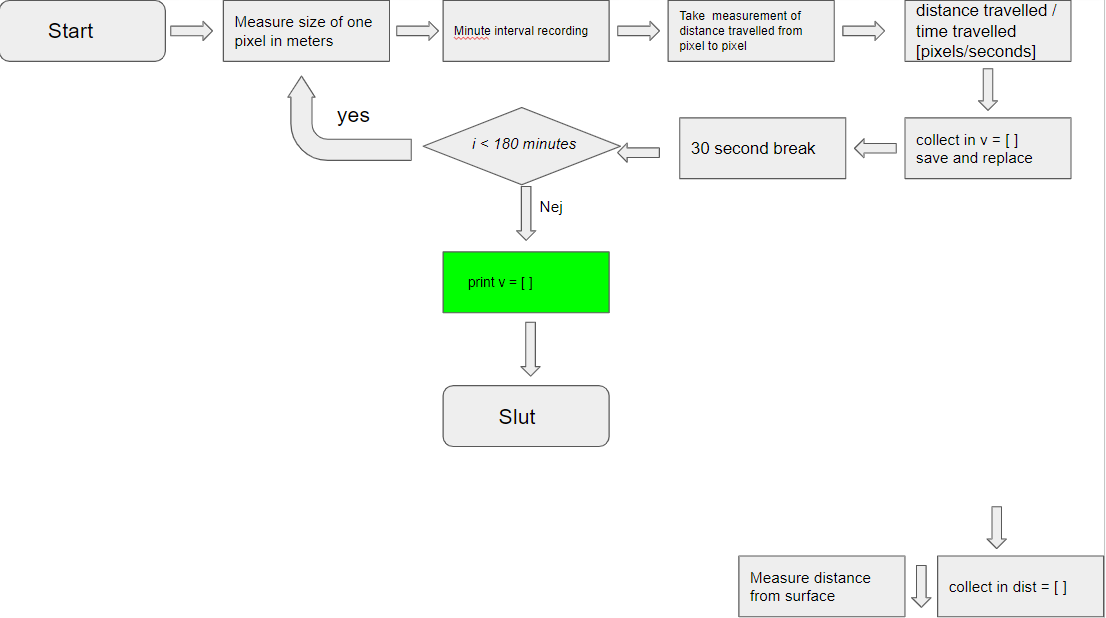 Start
Measure size of one
pixel in meters
Minute interval recording
Take  measurement of
distance travelled from
pixel to pixel
distance travelled /
time travelled
[pixels/seconds]
yes
i < 180 minutes
30 second break
collect in v = [ ]
save and replace
Nej
print v = [ ]
Slut
Measure distance
from surface
collect in dist = [ ]